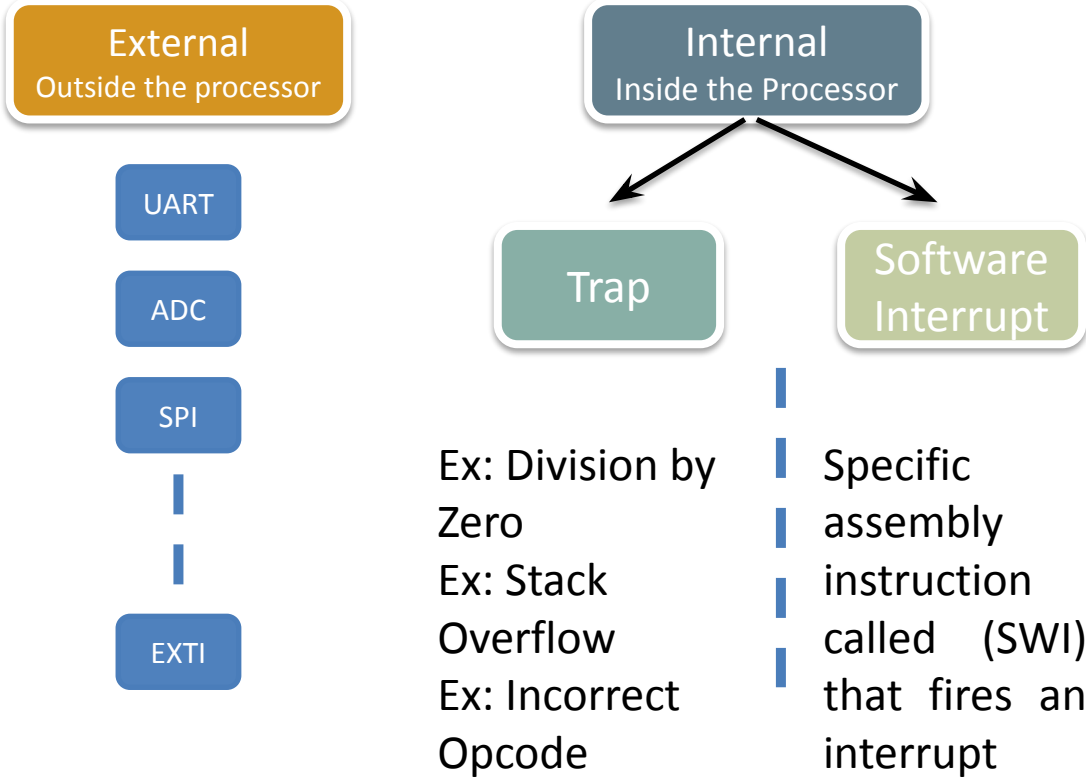 External
Outside the processor
UART
ADC
SPI
EXTI
Internal
Inside the Processor
Trap
Ex: Division by
Zero
Ex: Stack
Overflow
Ex: Incorrect
Opcode
Software
Interrupt
Specific
assembly
instruction
called (SWI)
that fires an
interrupt